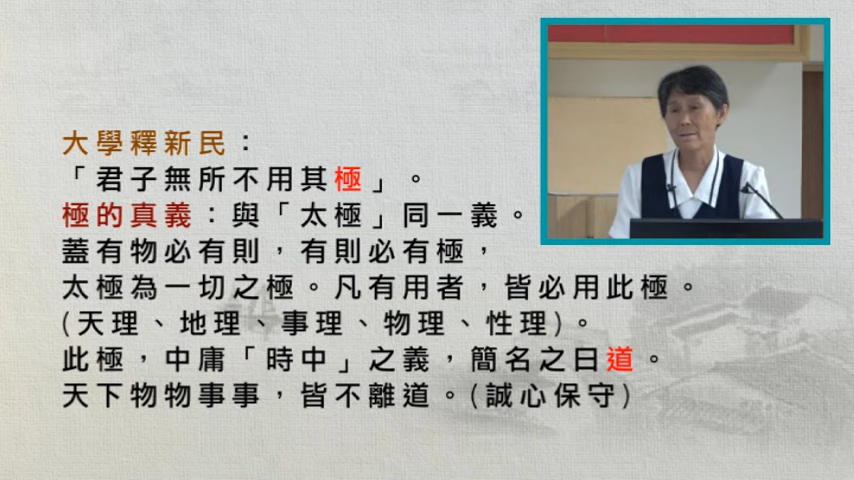 大學釋新民：
「君子無所不用其極」。
極的真義：與「太極」同一義。
蓋有物必有則，有則必有極，
太極為一切之極。凡有用者，皆必用此極。
(天理、地理、事理、物理、性理)。
此極，中庸「時中」之義，簡名之曰道。
天下物物事事，皆不離道。(誠心保守)